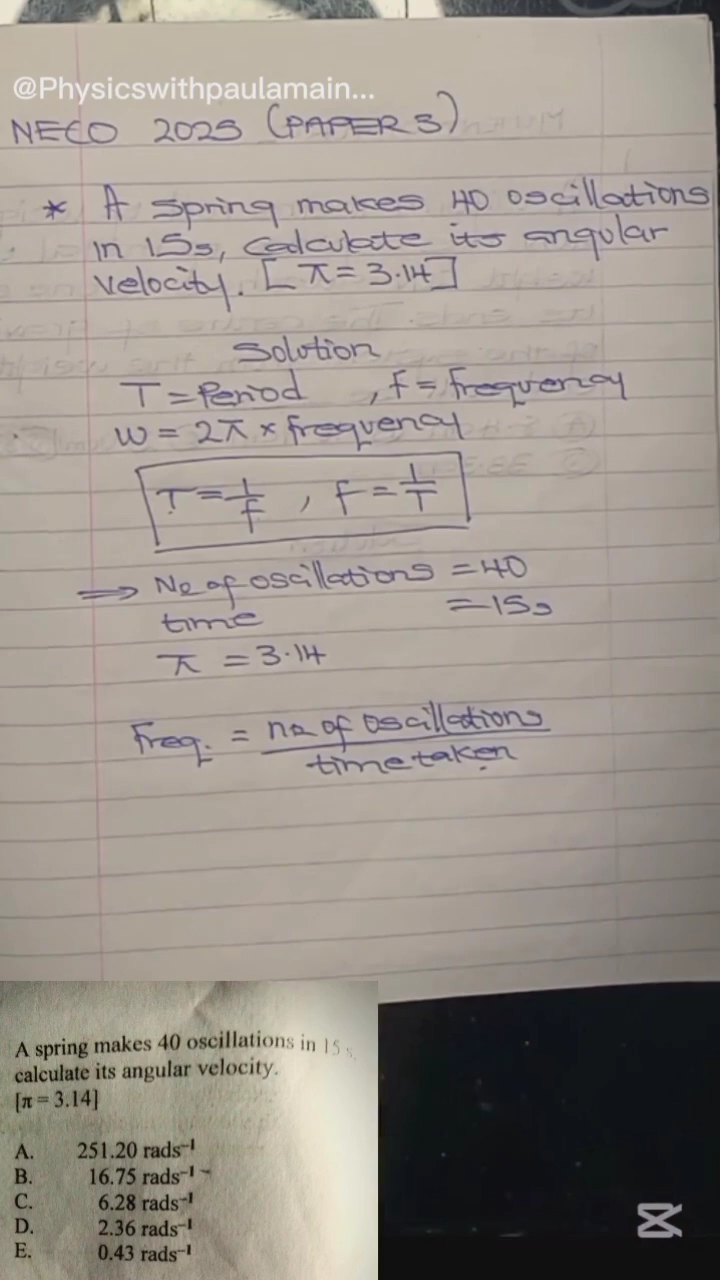 @Physicswithpaulamain...
NECO 2025 (PAPER 3)
* A spring makes 40 oscillations
in 15s, calculate its angular
velocity. [π = 3.14]
Solution
T = Period , F = frequency
W = 2π × frequency
T = 1/f , F = 1/T
⇒ No of oscillations = 40
time = 15s
π = 3.14
Freq. = no of oscillations / time taken
A spring makes 40 oscillations in 15 s,
calculate its angular velocity.
[π = 3.14]
A. 251.20 rads⁻¹
B. 16.75 rads⁻¹
C. 6.28 rads⁻¹
D. 2.36 rads⁻¹
E. 0.43 rads⁻¹